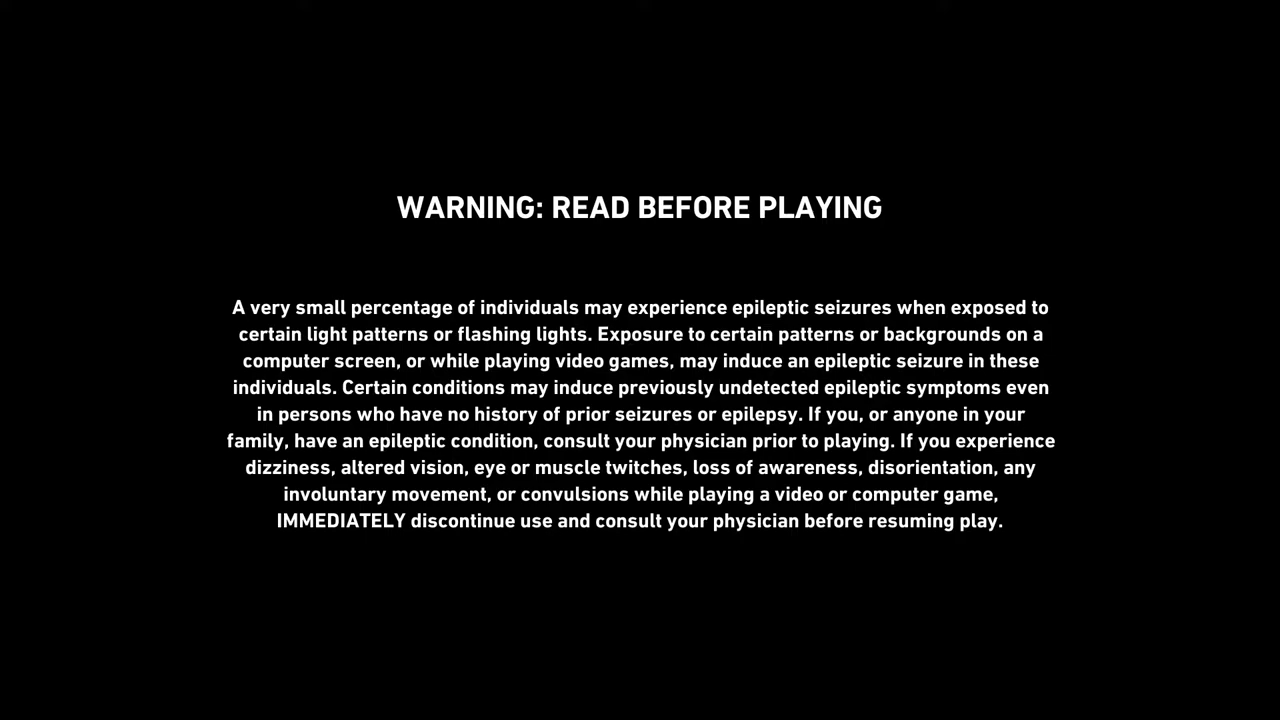 WARNING: READ BEFORE PLAYING
A very small percentage of individuals may experience epileptic seizures when exposed to
certain light patterns or flashing lights. Exposure to certain patterns or backgrounds on a
computer screen, or while playing video games, may induce an epileptic seizure in these
individuals. Certain conditions may induce previously undetected epileptic symptoms even
in persons who have no history of prior seizures or epilepsy. If you, or anyone in your
family, have an epileptic condition, consult your physician prior to playing. If you experience
dizziness, altered vision, eye or muscle twitches, loss of awareness, disorientation, any
involuntary movement, or convulsions while playing a video or computer game,
IMMEDIATELY discontinue use and consult your physician before resuming play.